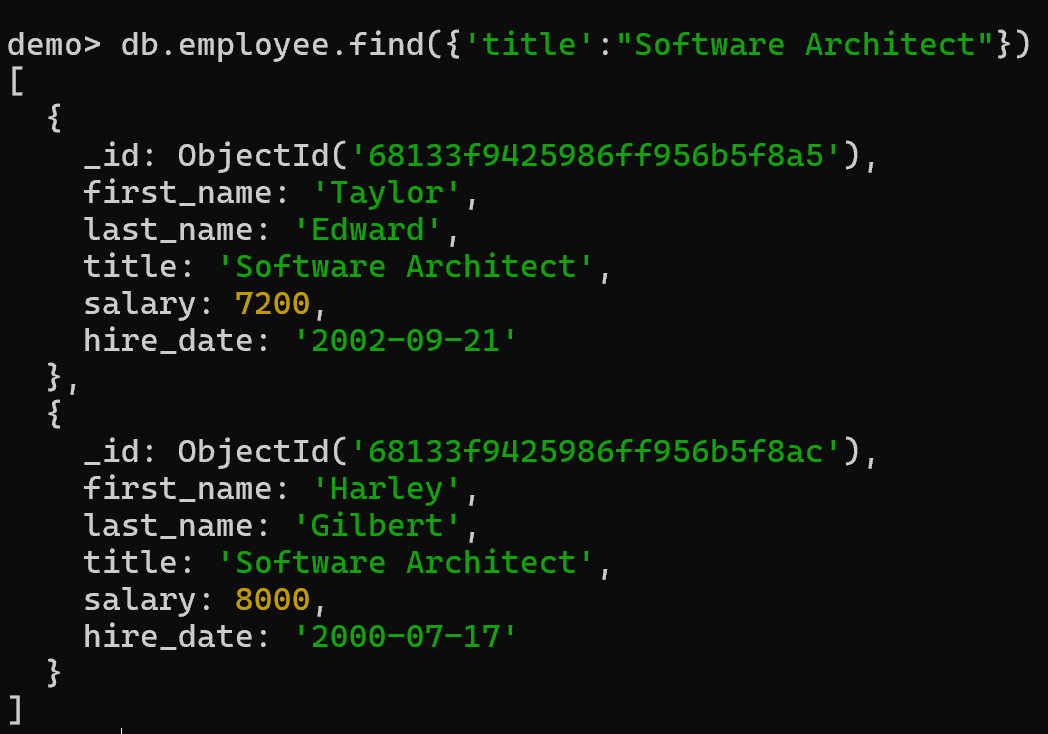 demo> db.employee.find({'title':"Software Architect"})
[
  {
    _id: ObjectId('68133f9425986ff956b5f8a5'),
    first_name: 'Taylor',
    last_name: 'Edward',
    title: 'Software Architect',
    salary: 7200,
    hire_date: '2002-09-21'
  },
  {
    _id: ObjectId('68133f9425986ff956b5f8ac'),
    first_name: 'Harley',
    last_name: 'Gilbert',
    title: 'Software Architect',
    salary: 8000,
    hire_date: '2000-07-17'
  }
]